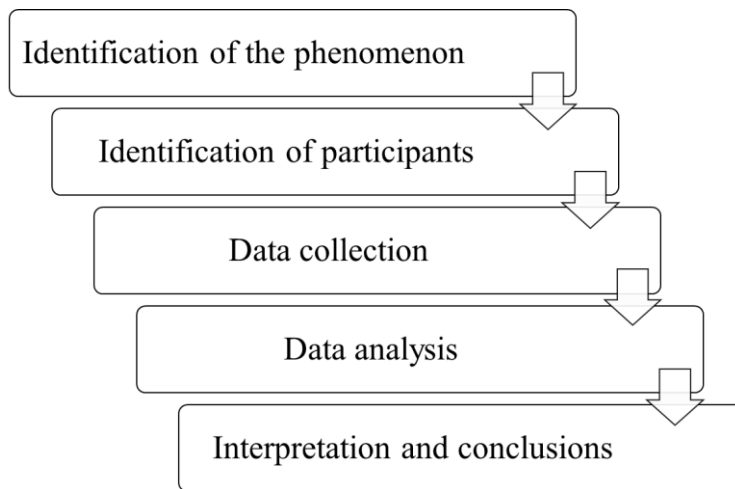 Identification of the phenomenon
Identification of participants
Data collection
Data analysis
Interpretation and conclusions